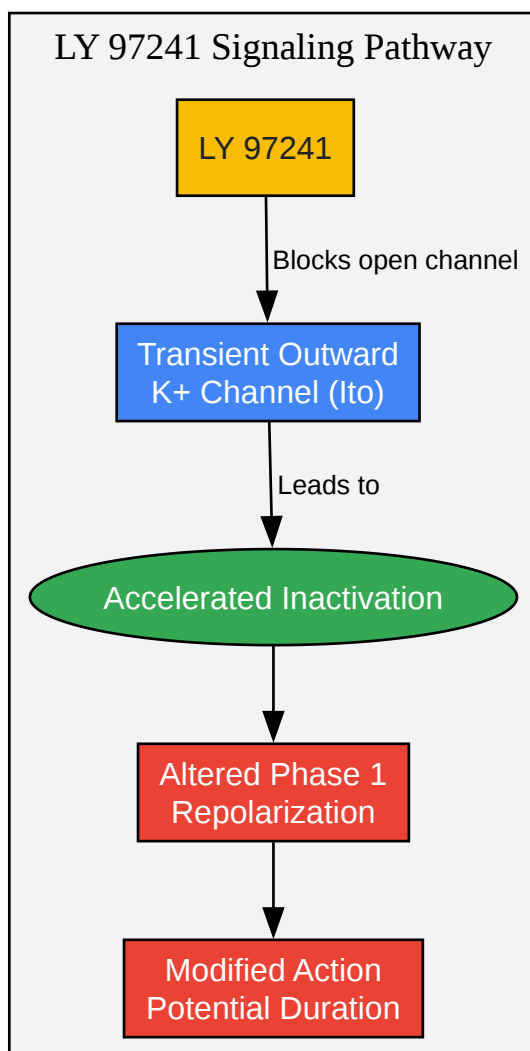 LY 97241 Signaling Pathway
LY 97241
Blocks open channel
Transient Outward
K+ Channel (Ito)
Leads to
Accelerated Inactivation
Altered Phase 1
Repolarization
Modified Action
Potential Duration